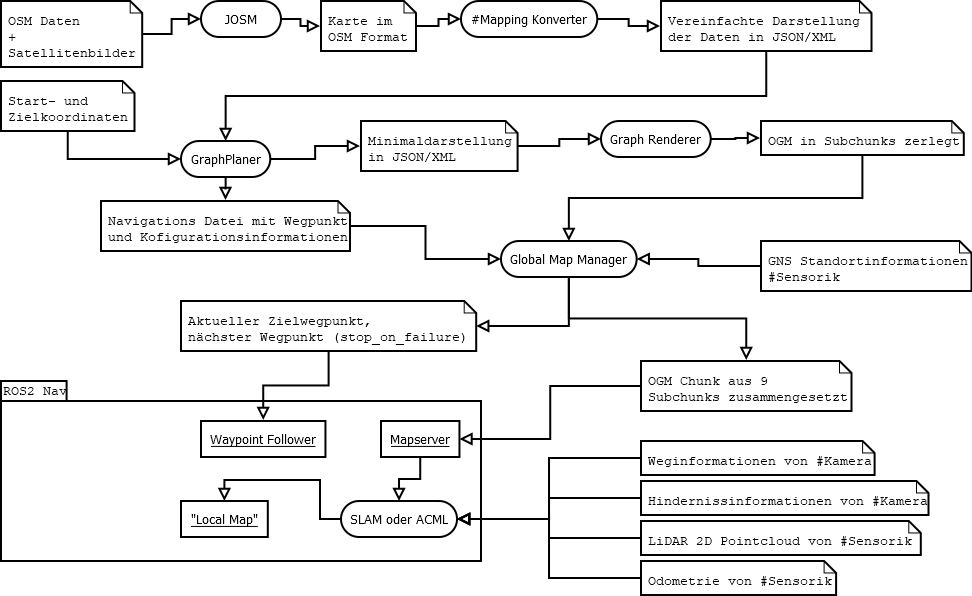 OSM Daten
+
Satellitenbilder
JOSM
Karte im
OSM Format
#Mapping Konverter
Vereinfachte Darstellung
der Daten in JSON/XML
Start- und
Zielkoordinaten
GraphPlaner
Minimaldarstellung
in JSON/XML
Graph Renderer
OGM in Subchunks zerlegt
Navigations Datei mit Wegpunkt
und Kofigurationsinformationen
Global Map Manager
GNS Standortinformationen
#Sensorik
Aktueller Zielwegpunkt,
nächster Wegpunkt (stop_on_failure)
OGM Chunk aus 9
Subchunks zusammengesetzt
ROS2 Nav
Waypoint Follower
Mapserver
Weginformationen von #Kamera
Hindernissinformationen von #Kamera
"Local Map"
SLAM oder ACML
LiDAR 2D Pointcloud von #Sensorik
Odometrie von #Sensorik